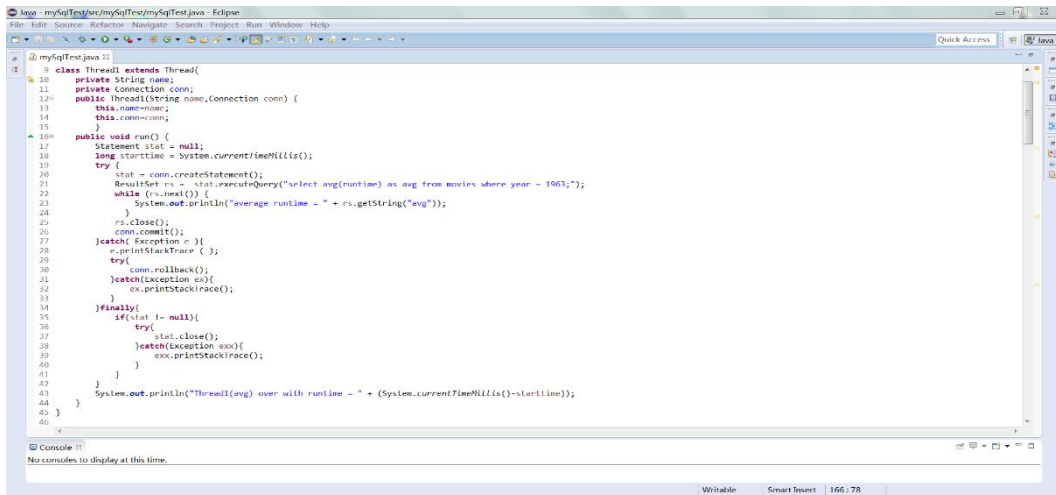 Java - mySqlTest/src/mySqlTest/mySqlTest.java - Eclipse
File Edit Source Refactor Navigate Search Project Run Window Help
Quick Access
Java
mySqlTest.java
9 class Thread1 extends Thread{
10 private String name;
11 private Connection conn;
12 public Thread1(String name,Connection conn) {
13 this.name=name;
14 this.conn=conn;
15 }
16 public void run() {
17 Statement stat = null;
18 long starttime = System.currentTimeMillis();
19 try {
20 stat = conn.createStatement();
21 ResultSet rs = stat.executeQuery("select avg(runtime) as avg from movies where year = 1963;");
22 while (rs.next()) {
23 System.out.println("average runtime = " + rs.getString("avg"));
24 }
25 rs.close();
26 conn.commit();
27 }catch( Exception e ){
28 e.printStackTrace ( );
29 try{
30 conn.rollback();
31 }catch(Exception ex){
32 ex.printStackTrace();
33 }
34 }finally{
35 if(stat != null){
36 try{
37 stat.close();
38 }catch(Exception exx){
39 exx.printStackTrace();
40 }
41 }
42 }
43 System.out.println("Thread1(avg) over with runtime = " + (System.currentTimeMillis()-starttime));
44 }
45 }
46
Console
No consoles to display at this time.
Writable Smart Insert 166 : 78